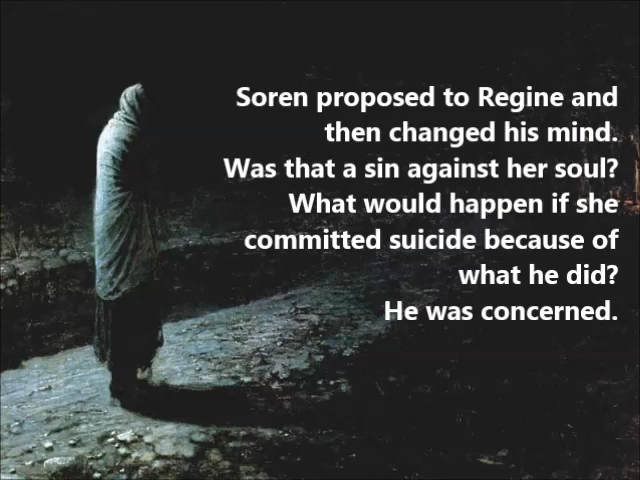 Soren proposed to Regine and
then changed his mind.
Was that a sin against her soul?
What would happen if she
committed suicide because of
what he did?
He was concerned.